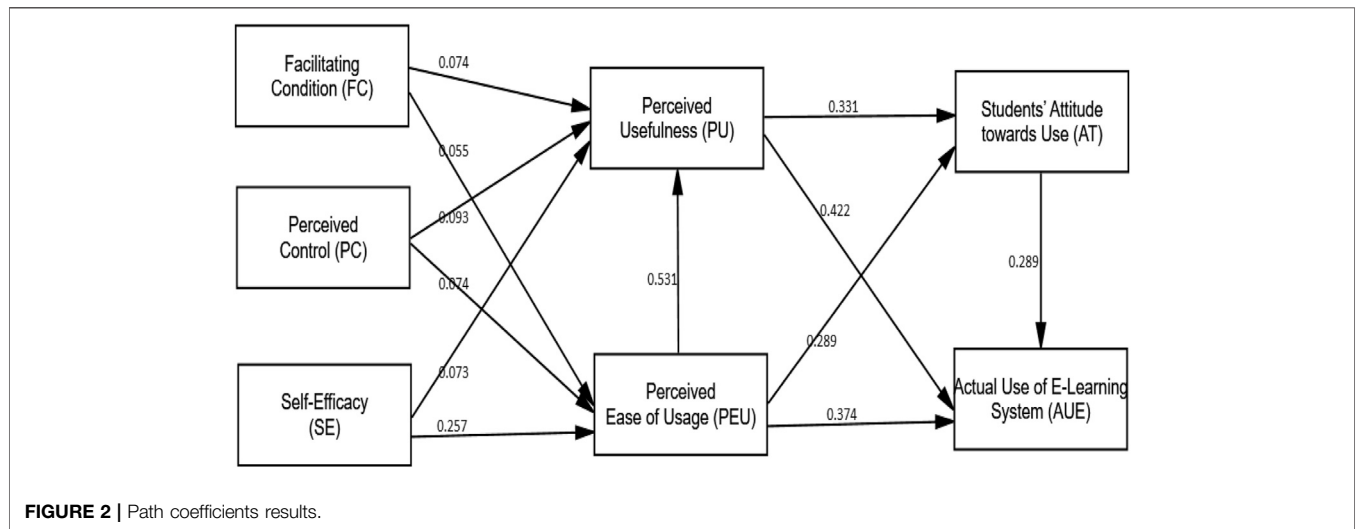 Facilitating
Condition (FC)
0.074
Perceived
Usefulness (PU)
0.331
Students' Attitude
towards Use (AT)
0.055
Perceived
Control (PC)
0.093
0.422
0.074
0.531
0.289
0.289
Self-Efficacy
(SE)
0.073
0.257
Perceived
Ease of Usage (PEU)
0.374
Actual Use of E-Learning
System (AUE)
FIGURE 2 | Path coefficients results.